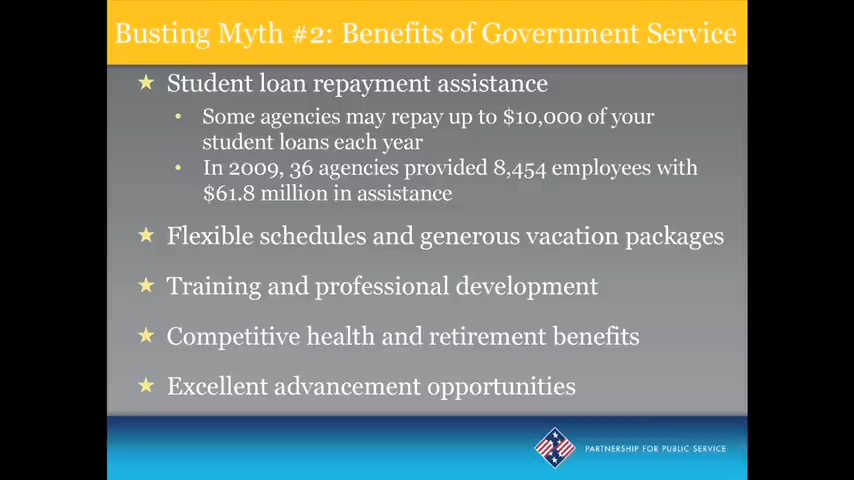 Busting Myth #2: Benefits of Government Service
Student loan repayment assistance
Some agencies may repay up to $10,000 of your
student loans each year
In 2009, 36 agencies provided 8,454 employees with
$61.8 million in assistance
Flexible schedules and generous vacation packages
Training and professional development
Competitive health and retirement benefits
Excellent advancement opportunities
PARTNERSHIP FOR PUBLIC SERVICE